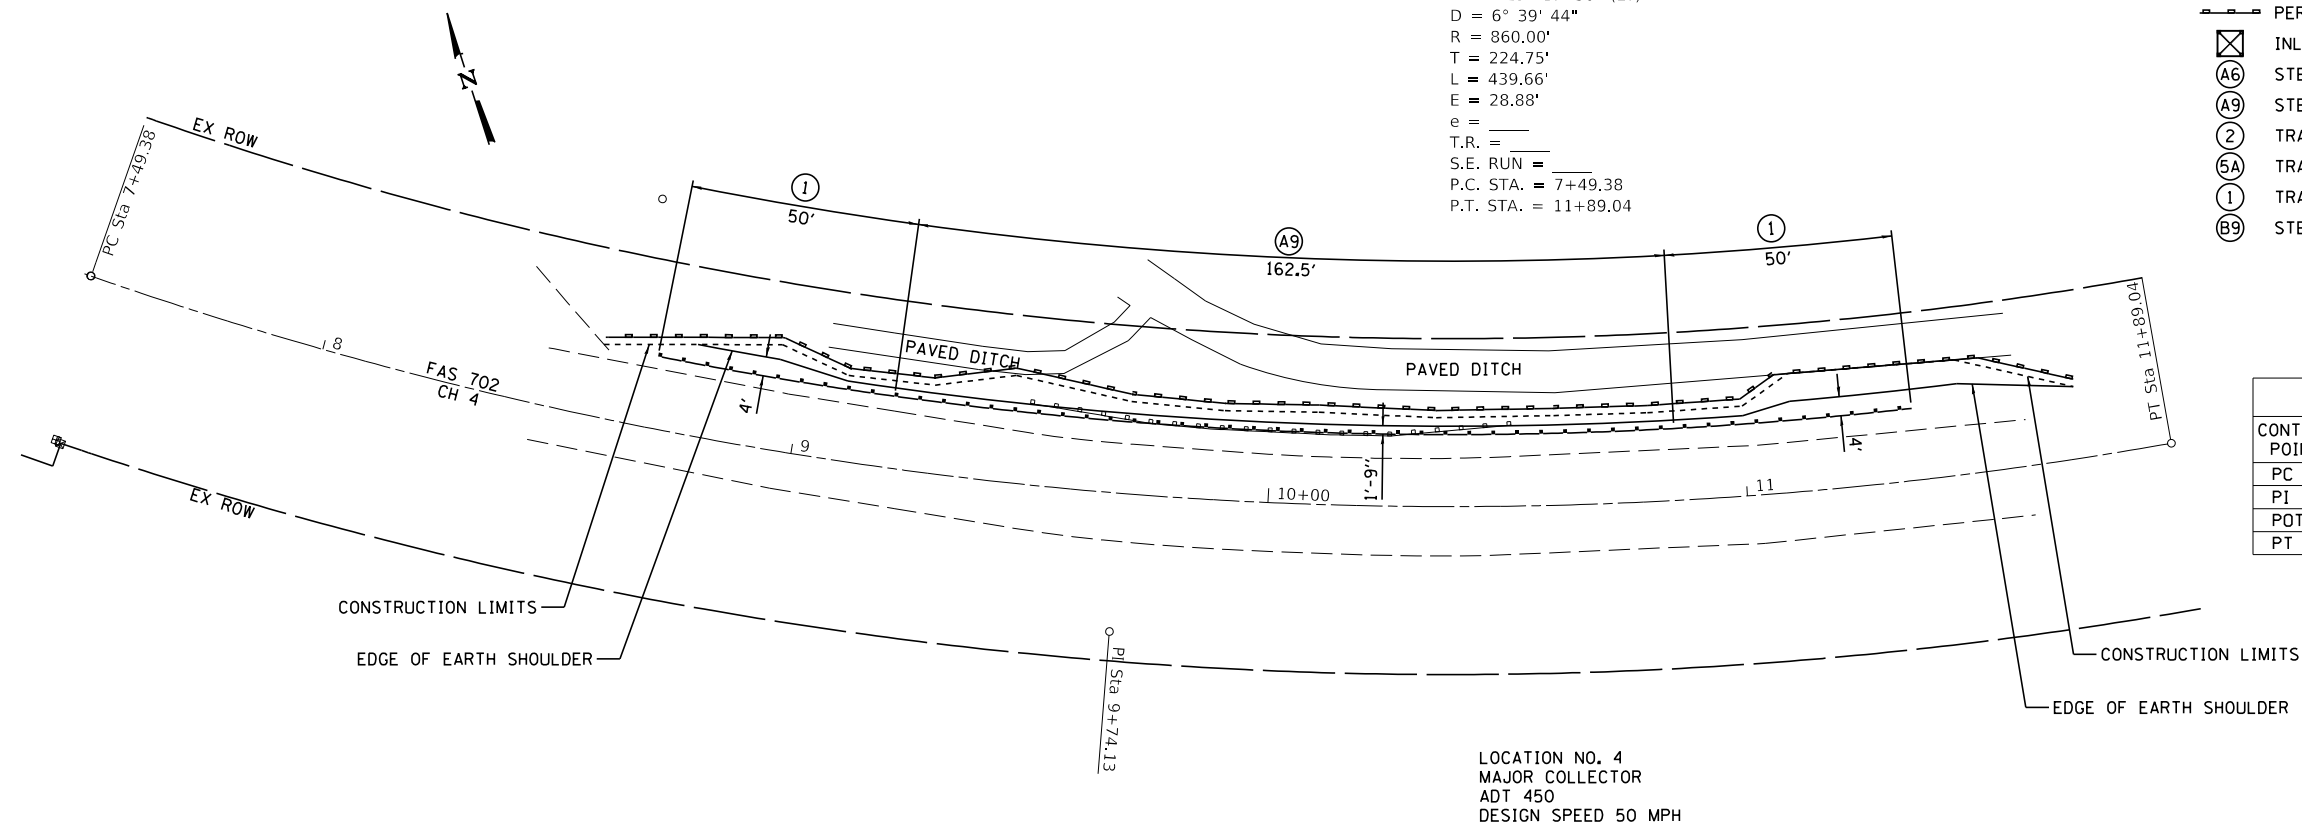 D = 6° 39' 44"
R = 860.00'
T = 224.75'
L = 439.66'
E = 28.88'
e = ____
T.R. = ____
S.E. RUN = ____
P.C. STA. = 7+49.38
P.T. STA. = 11+89.04
PER
INL
A6 STE
A9 STE
2 TRA
5A TRA
1 TRA
B9 STE
N
EX ROW
PC Sta 7+49.38
1
50'
A9
162.5'
1
50'
PT Sta 11+89.04
8
FAS 702
CH 4
PAVED DITCH
PAVED DITCH
4'
4'
1'-6"
9
10+00
11
EX ROW
CONT
POI
PC
PI
POT
PT
CONSTRUCTION LIMITS
EDGE OF EARTH SHOULDER
PI Sta 9+74.13
CONSTRUCTION LIMITS
EDGE OF EARTH SHOULDER
LOCATION NO. 4
MAJOR COLLECTOR
ADT 450
DESIGN SPEED 50 MPH